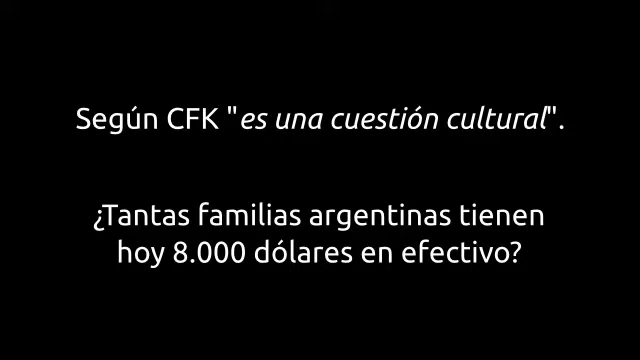 Según CFK "es una cuestión cultural".
¿Tantas familias argentinas tienen
hoy 8.000 dólares en efectivo?